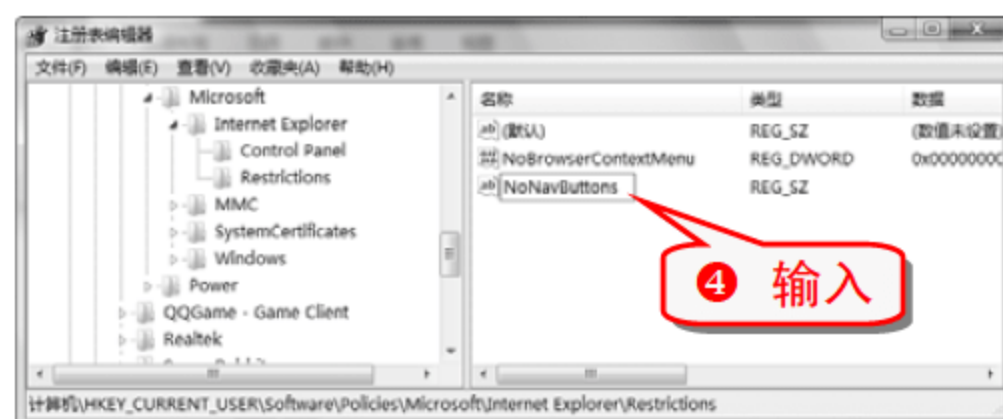 注册表编辑器
文件(F) 编辑(E) 查看(V) 收藏夹(A) 帮助(H)
Microsoft
Internet Explorer
Control Panel
Restrictions
MMC
SystemCertificates
Windows
Power
QQGame - Game Client
Realtek
名称 类型 数据
(默认) REG_SZ (数值未设置)
NoBrowserContextMenu REG_DWORD 0x00000000
NoNavButtons REG_SZ
❹ 输入
计算机\HKEY_CURRENT_USER\Software\Policies\Microsoft\Internet Explorer\Restrictions